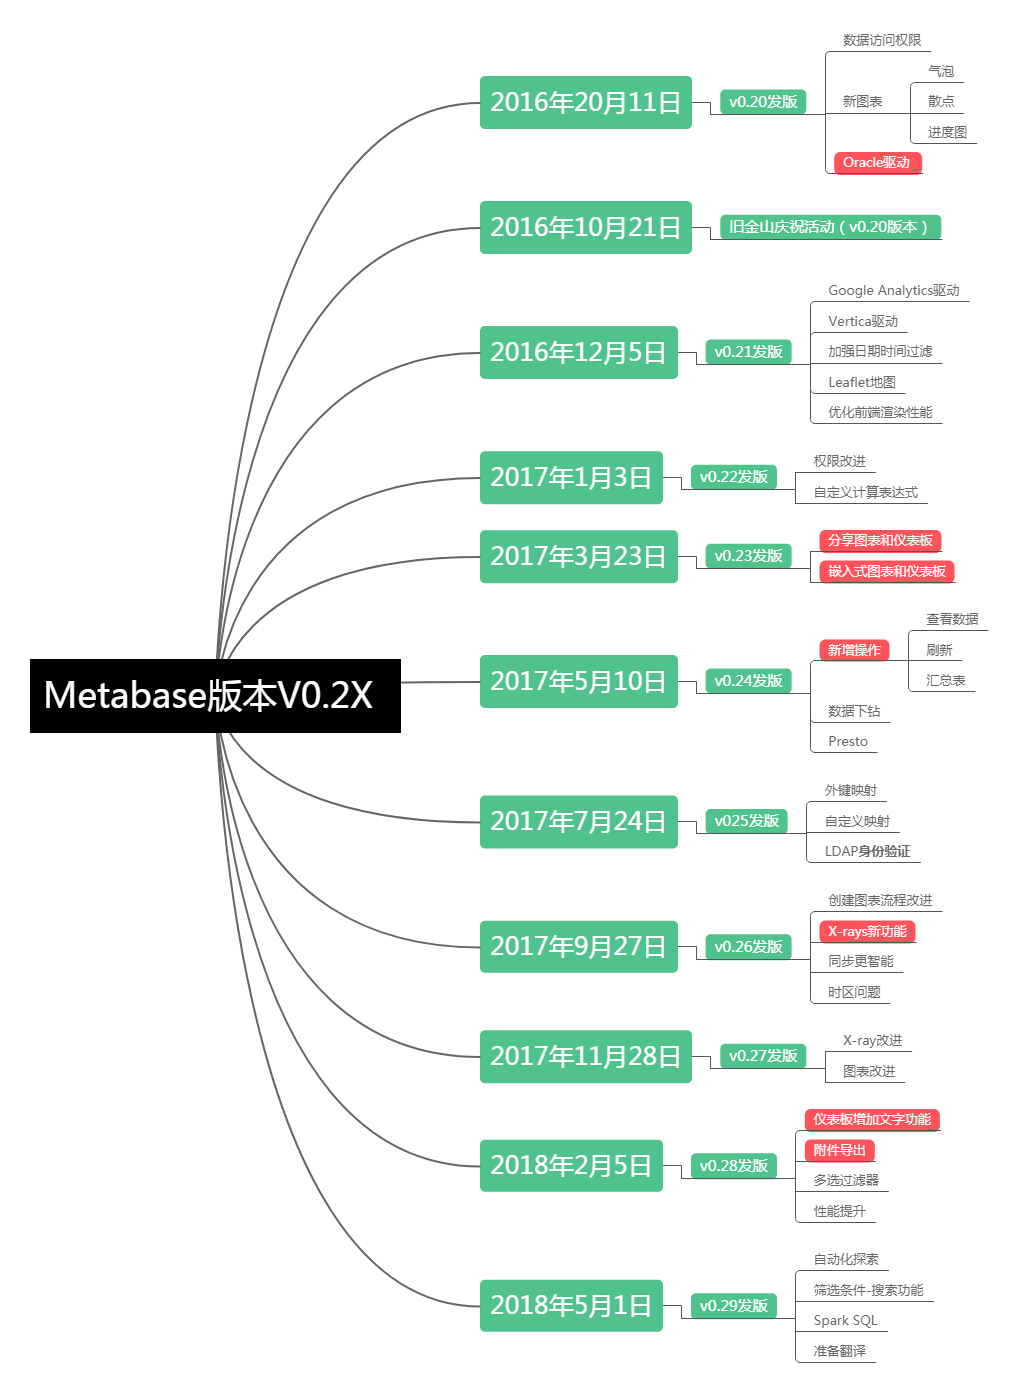 Metabase版本V0.2X
2016年20月11日
v0.20发版
数据访问权限
新图表
气泡
散点
进度图
Oracle驱动
2016年10月21日
旧金山庆祝活动（v0.20版本）
2016年12月5日
v0.21发版
Google Analytics驱动
Vertica驱动
加强日期时间过滤
Leaflet地图
优化前端渲染性能
2017年1月3日
v0.22发版
权限改进
自定义计算表达式
2017年3月23日
v0.23发版
分享图表和仪表板
嵌入式图表和仪表板
2017年5月10日
v0.24发版
新增操作
查看数据
刷新
汇总表
数据下钻
Presto
2017年7月24日
v025发版
外键映射
自定义映射
LDAP身份验证
2017年9月27日
v0.26发版
创建图表流程改进
X-rays新功能
同步更智能
时区问题
2017年11月28日
v0.27发版
X-ray改进
图表改进
2018年2月5日
v0.28发版
仪表板增加文字功能
附件导出
多选过滤器
性能提升
2018年5月1日
v0.29发版
自动化探索
筛选条件-搜索功能
Spark SQL
准备翻译